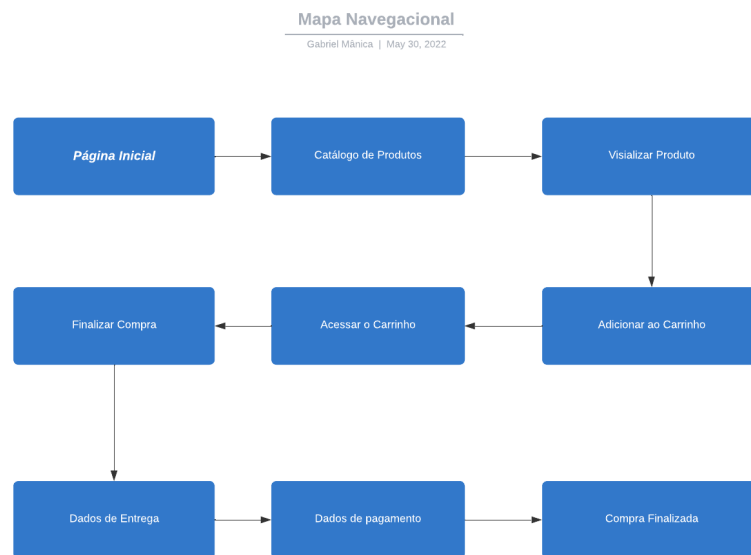 Mapa Navegacional
Gabriel Mânica | May 30, 2022
Página Inicial
Catálogo de Produtos
Visializar Produto
Finalizar Compra
Acessar o Carrinho
Adicionar ao Carrinho
Dados de Entrega
Dados de pagamento
Compra Finalizada